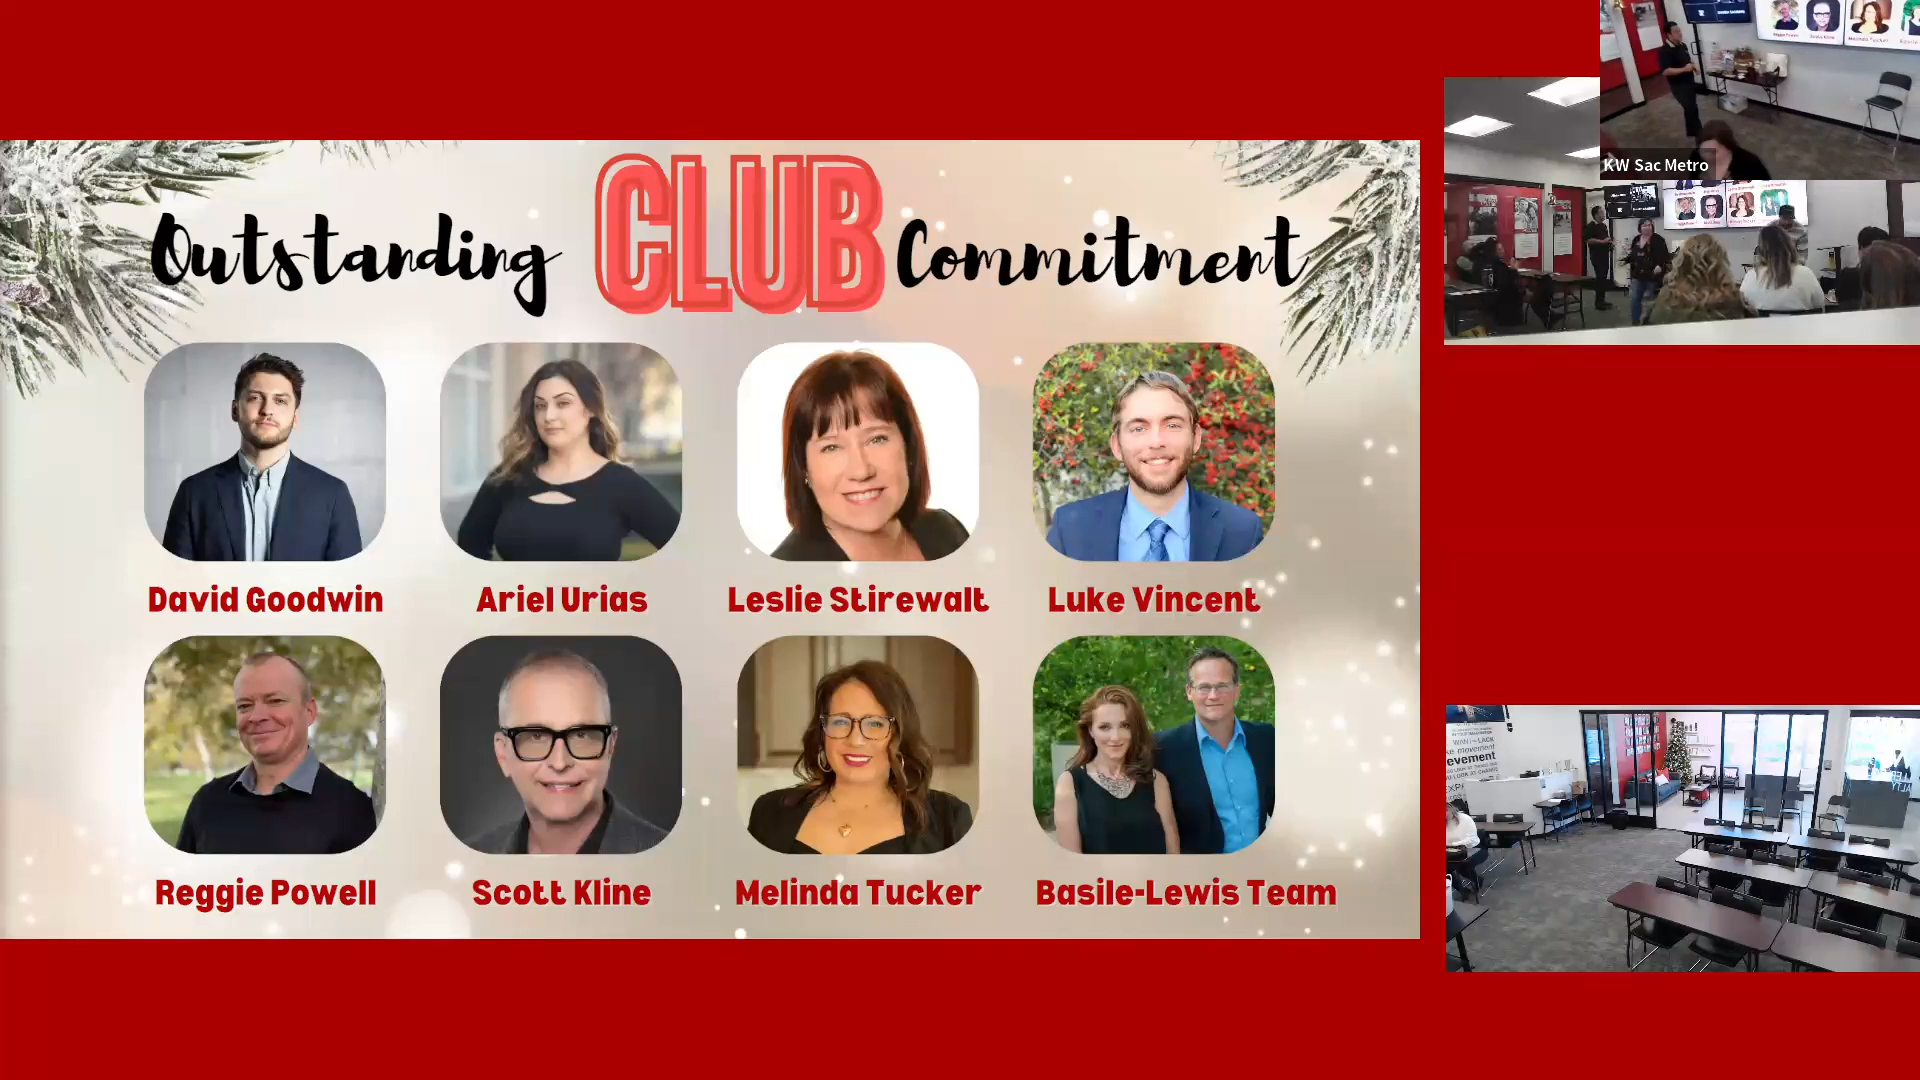 Outstanding CLUB Commitment
David Goodwin
Ariel Urias
Leslie Stirewalt
Luke Vincent
Reggie Powell
Scott Kline
Melinda Tucker
Basile-Lewis Team
KW Sac Metro